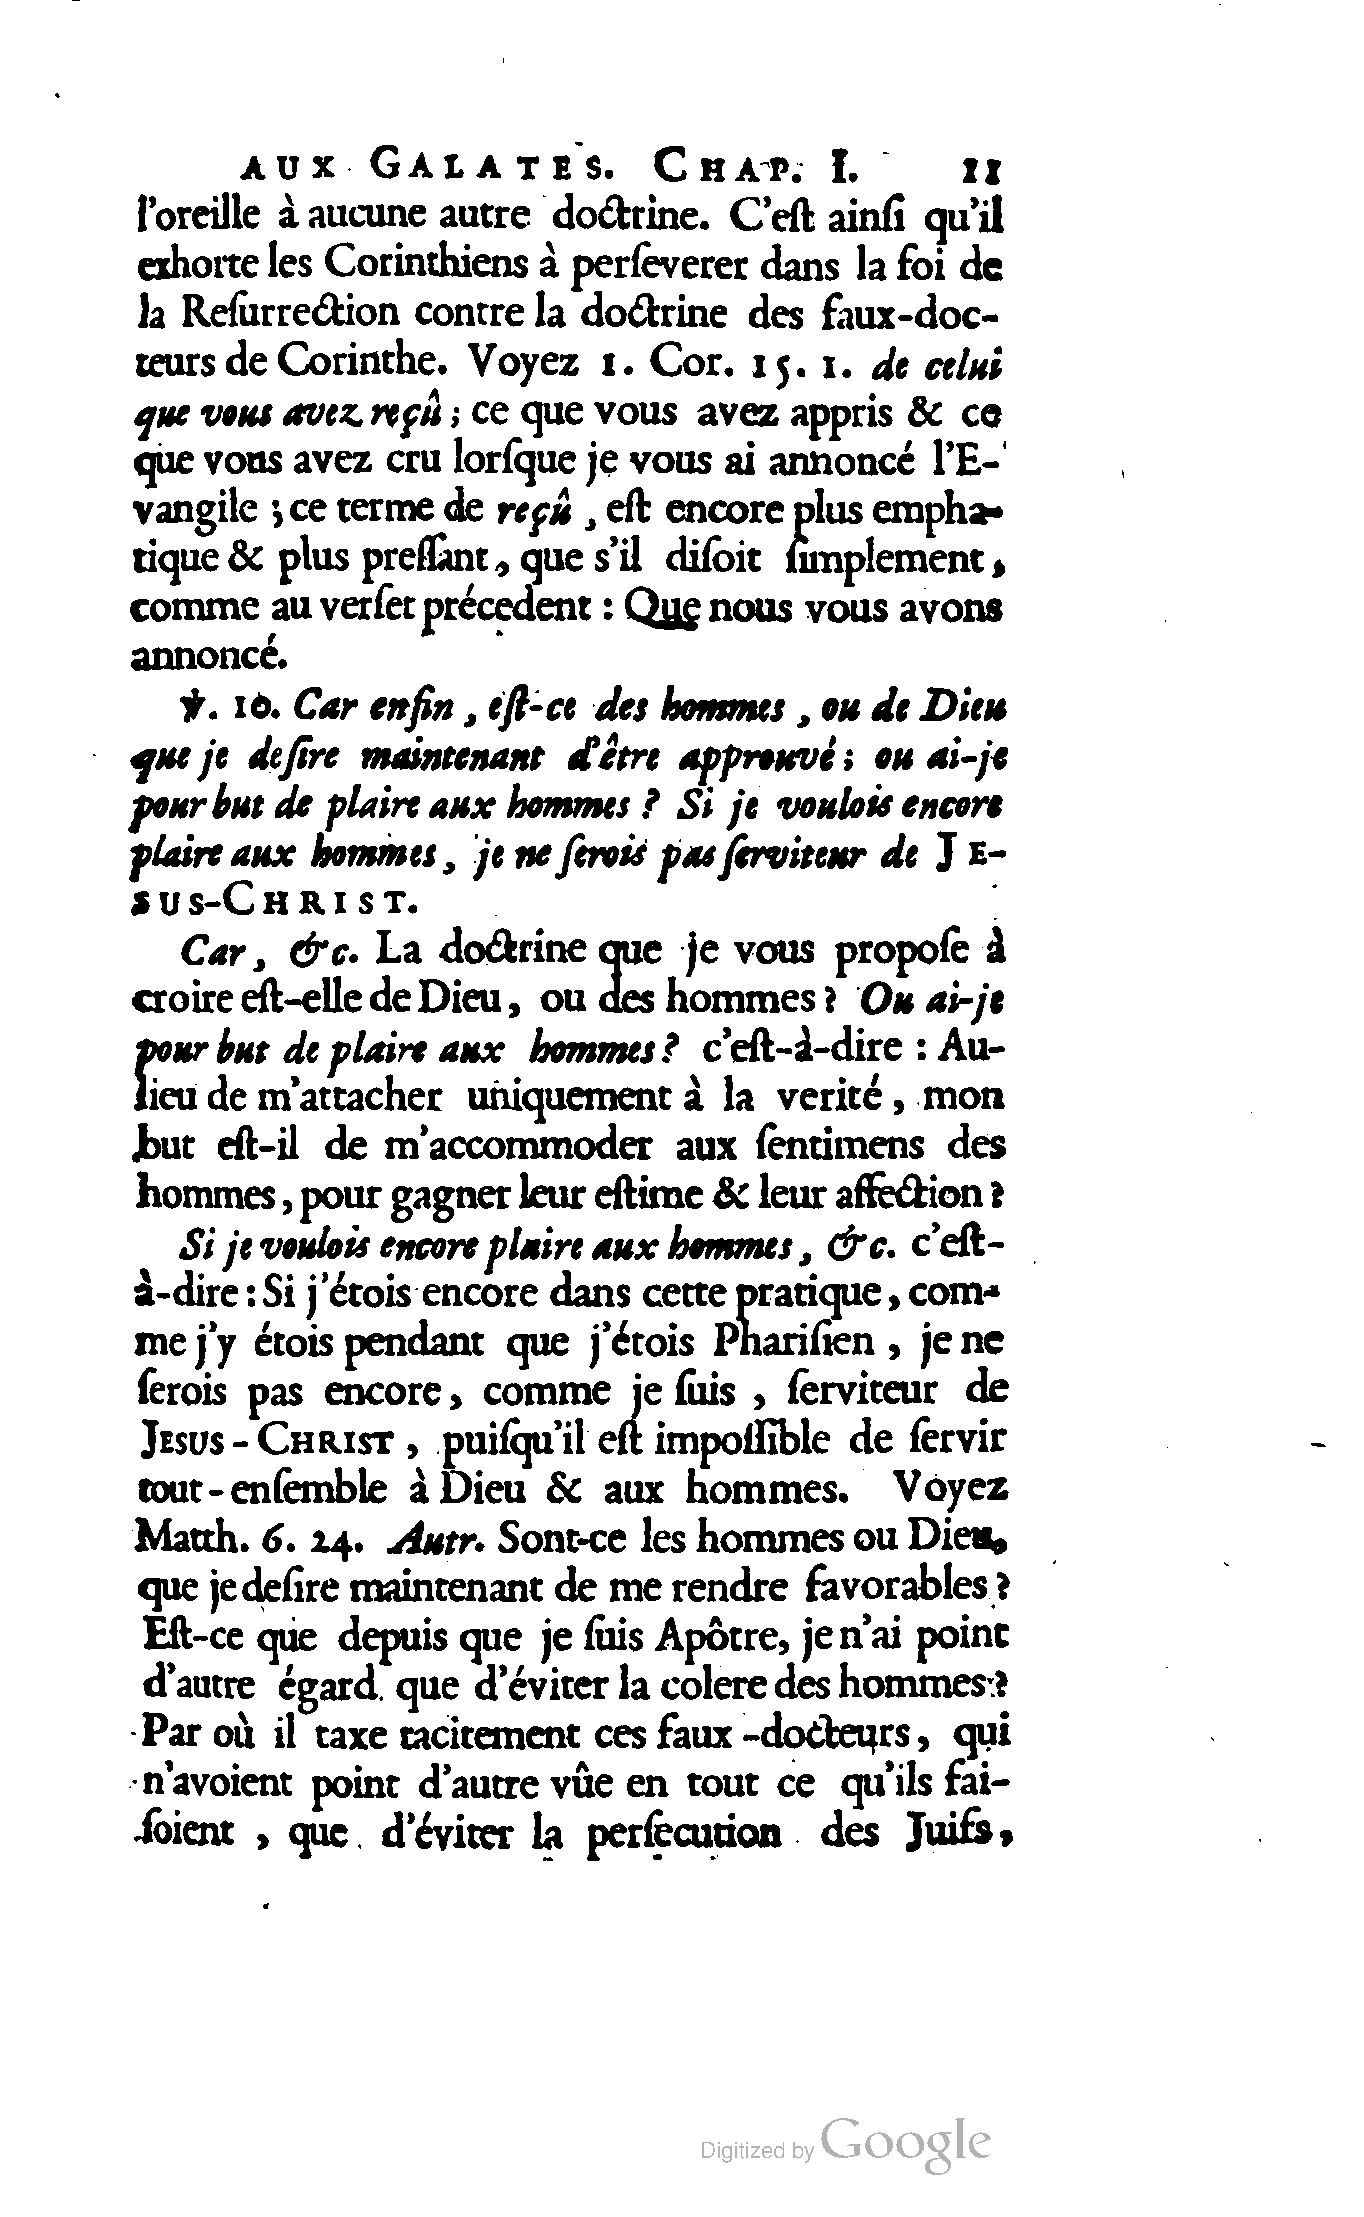 AUX GALATES. CHAP. I. 11
l'oreille à aucune autre doctrine. C'eſt ainſi qu'il
exhorte les Corinthiens à perſeverer dans la foi de
la Reſurrection contre la doctrine des faux-doc-
teurs de Corinthe. Voyez 1. Cor. 15. 1. de celui
que vous avez reçû ; ce que vous avez appris & ce
que vous avez cru lorſque je vous ai annoncé l'E-
vangile ; ce terme de reçû , eſt encore plus empha-
tique & plus preſſant, que s'il diſoit ſimplement,
comme au verſet précedent : Que nous vous avons
annoncé.
℣. 10. Car enfin , eſt-ce des hommes , ou de Dieu
que je deſire maintenant d'être approuvé ; ou ai-je
pour but de plaire aux hommes ? Si je voulois encore
plaire aux hommes, je ne ſerois pas ſerviteur de JE-
SUS-CHRIST.
Car, &c. La doctrine que je vous propoſe à
croire eſt-elle de Dieu, ou des hommes ? Ou ai-je
pour but de plaire aux hommes ? c'eſt-à-dire : Au-
lieu de m'attacher uniquement à la verité, mon
but eſt-il de m'accommoder aux ſentimens des
hommes, pour gagner leur eſtime & leur affection ?
Si je voulois encore plaire aux hommes, &c. c'eſt-
à-dire : Si j'étois encore dans cette pratique, com-
me j'y étois pendant que j'étois Phariſien , je ne
ſerois pas encore, comme je ſuis , ſerviteur de
JESUS-CHRIST , puiſqu'il eſt impoſſible de ſervir
tout-enſemble à Dieu & aux hommes. Voyez
Matth. 6. 24. Autr. Sont-ce les hommes ou Dieu,
que je deſire maintenant de me rendre favorables ?
Eſt-ce que depuis que je ſuis Apôtre, je n'ai point
d'autre égard que d'éviter la colere des hommes ?
Par où il taxe tacitement ces faux-docteurs, qui
n'avoient point d'autre vûe en tout ce qu'ils fai-
ſoient , que d'éviter la perſecution des Juifs,
Digitized by Google